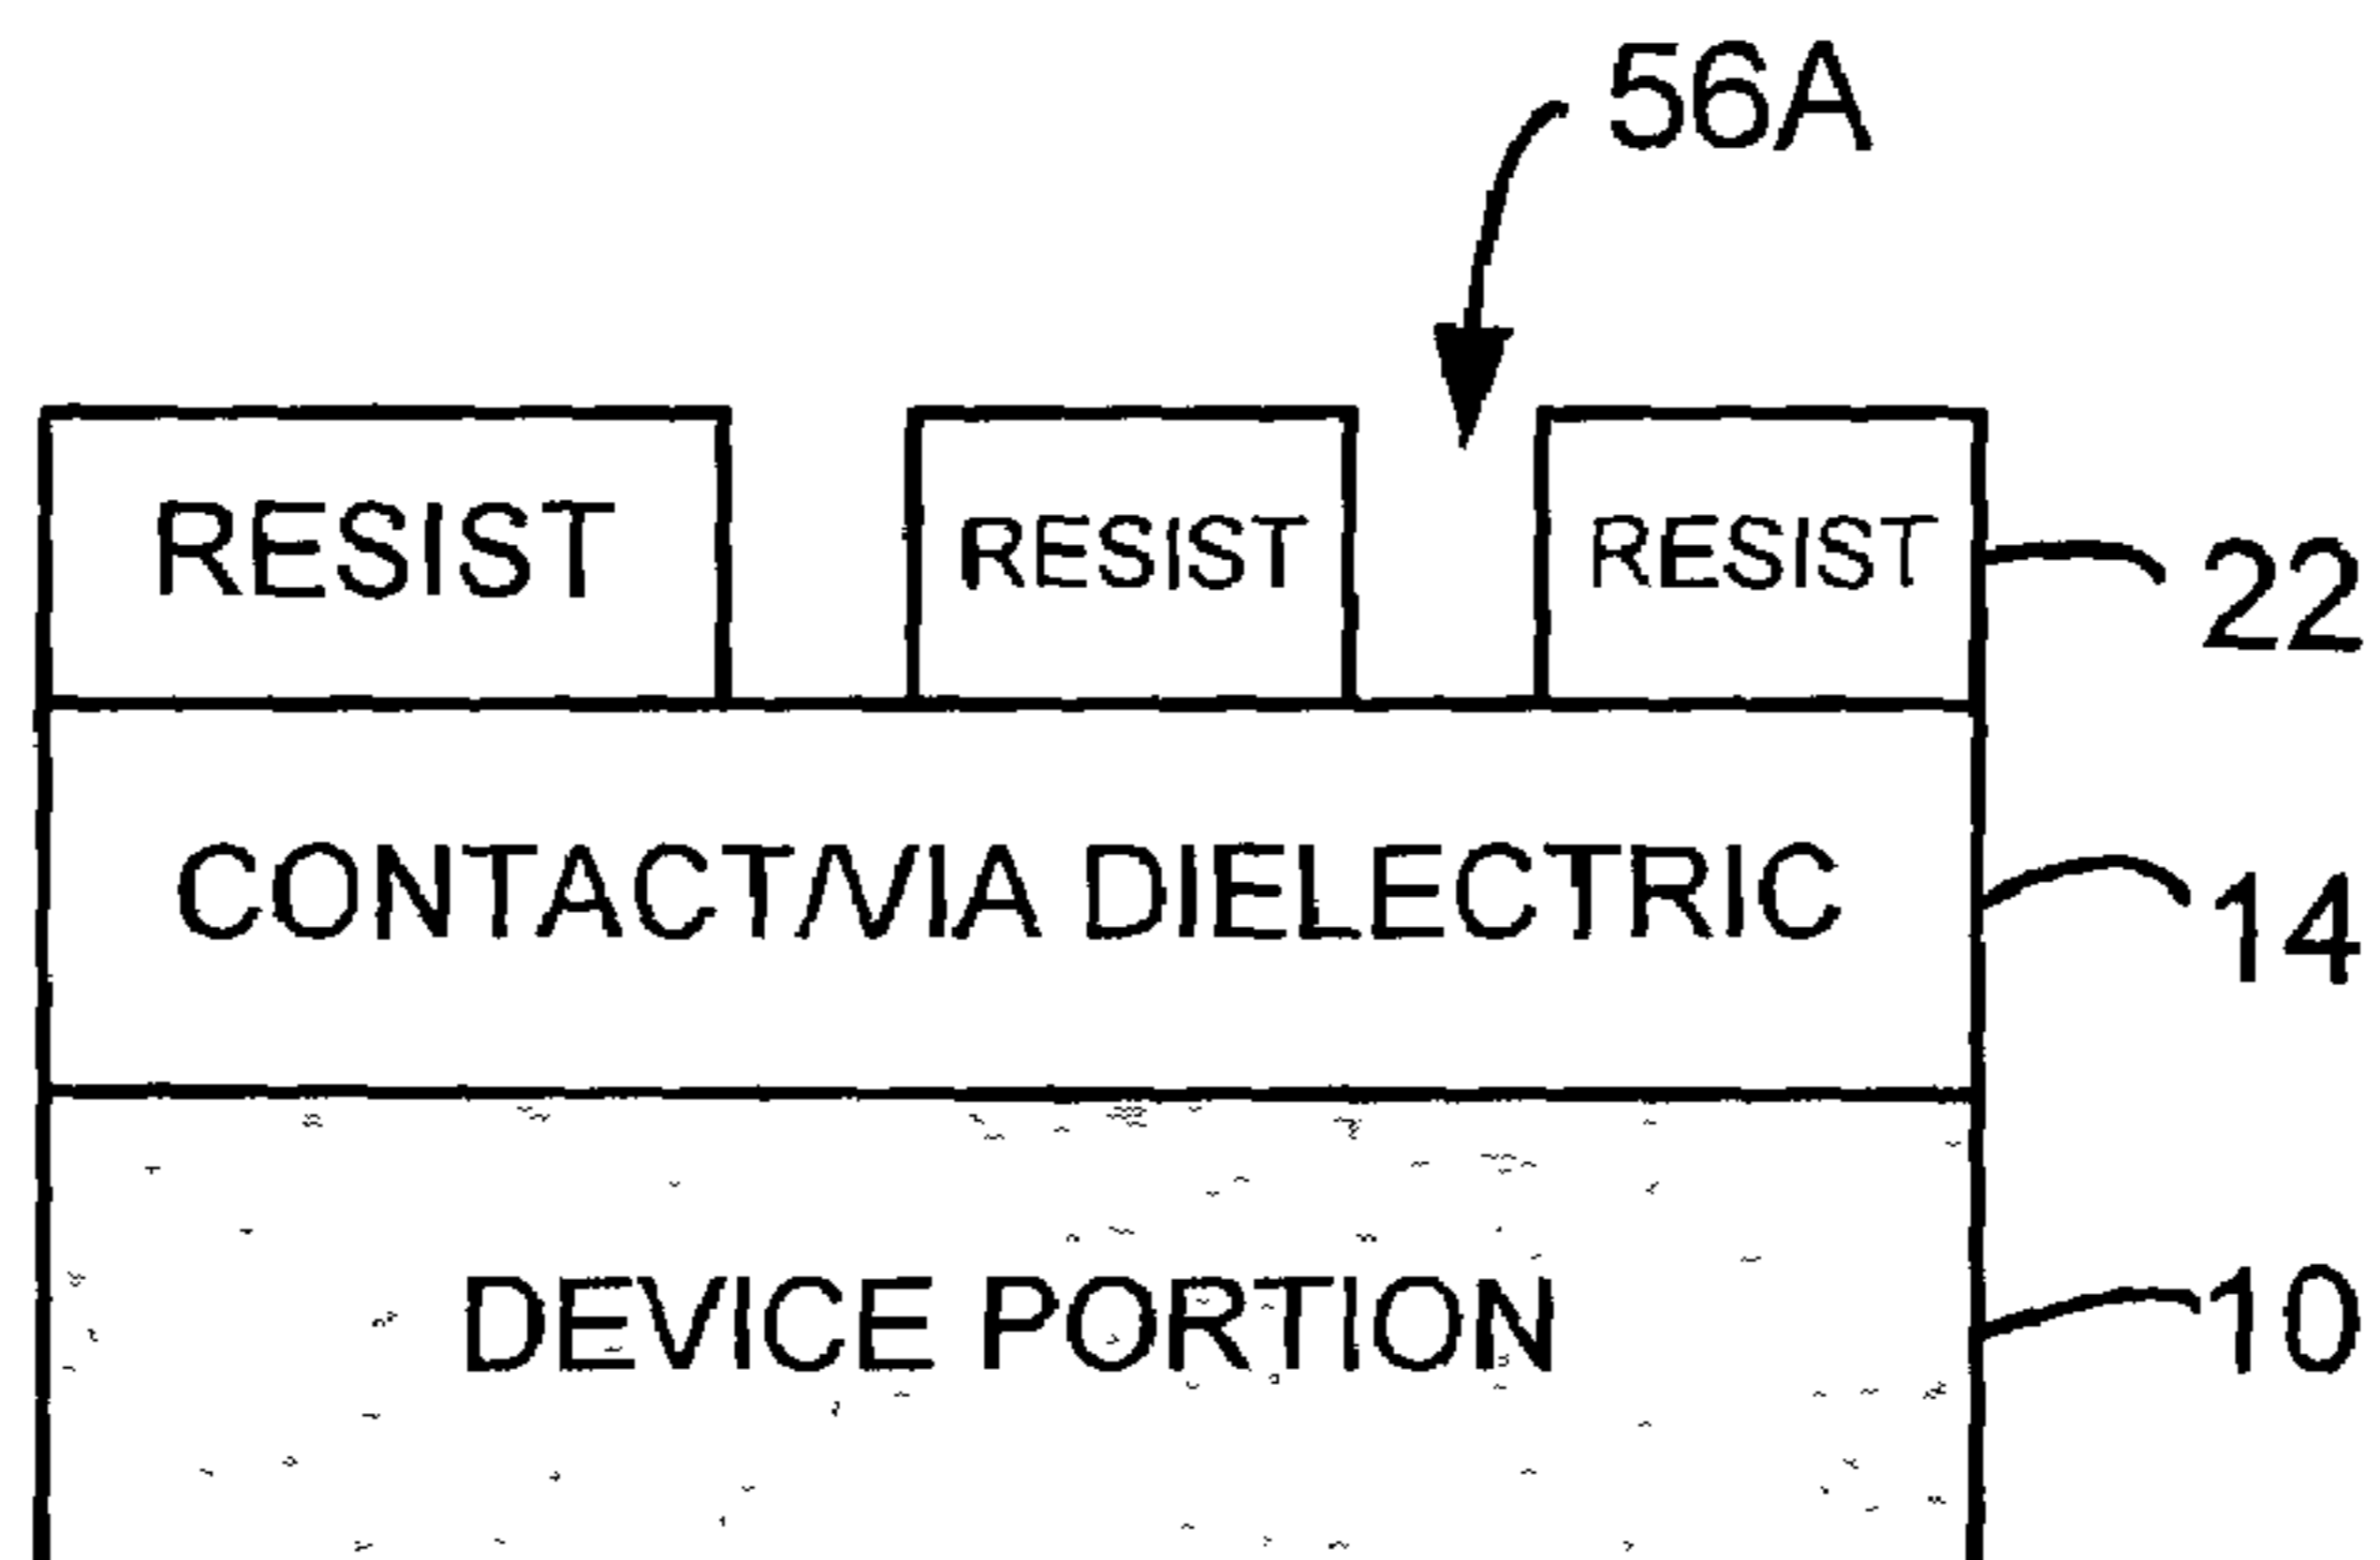 56A
RESIST RESIST RESIST 22
CONTACT/VIA DIELECTRIC 14
DEVICE PORTION 10